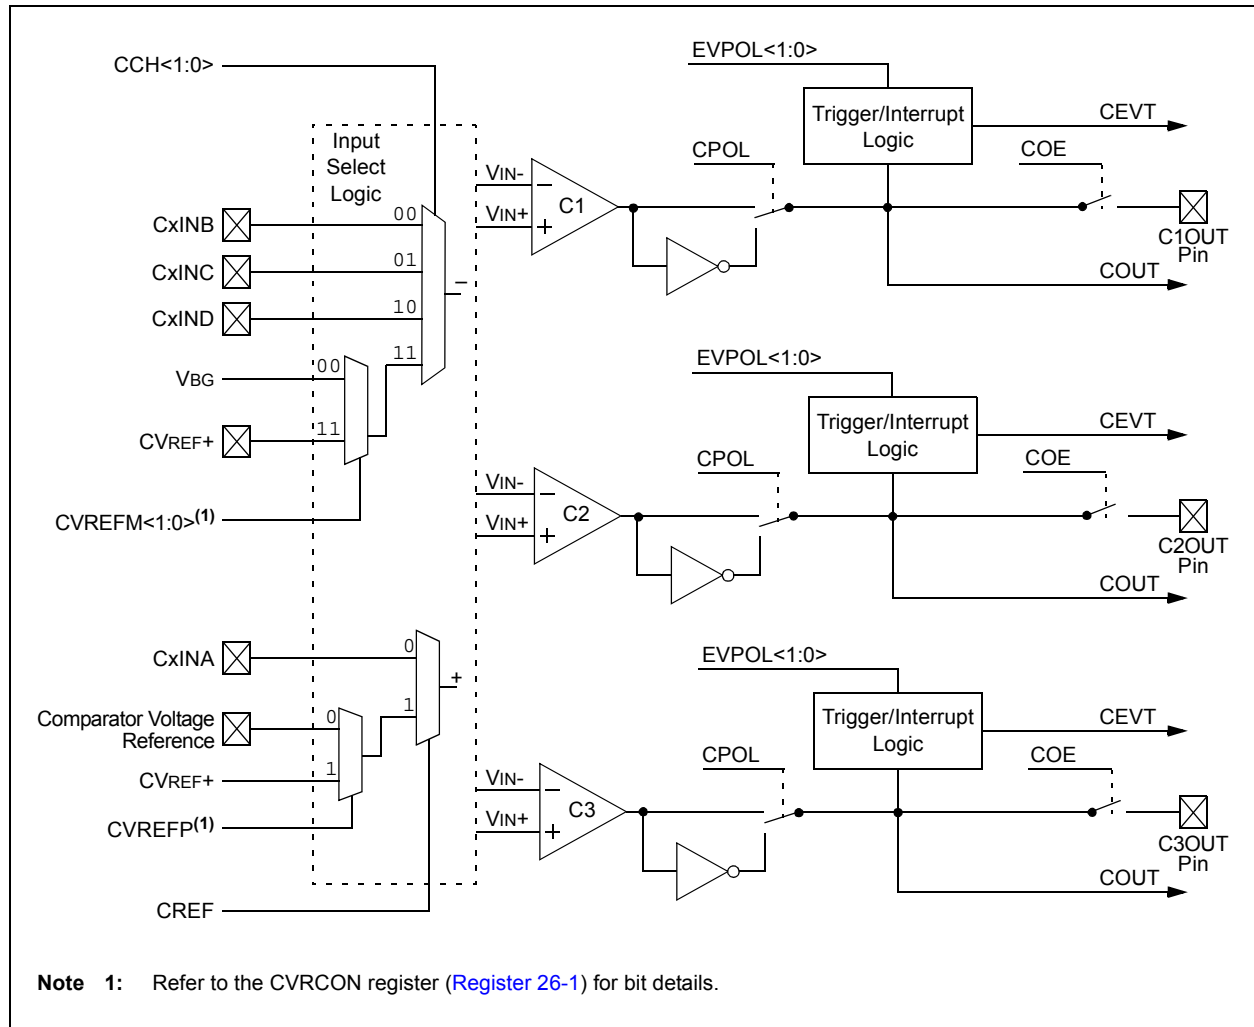 CCH<1:0>
Input
Select
Logic
CxINB
00
CxINC
01
CxIND
10
11
–
VBG
00
CVREF+
11
CVREFM<1:0>(1)
CxINA
0
+
1
Comparator Voltage
Reference
0
CVREF+
1
CVREFP(1)
CREF
EVPOL<1:0>
Trigger/Interrupt
Logic
CEVT
CPOL
COE
VIN-
–
C1
VIN+
+
C1OUT
Pin
COUT
EVPOL<1:0>
Trigger/Interrupt
Logic
CEVT
CPOL
COE
VIN-
–
C2
VIN+
+
C2OUT
Pin
COUT
EVPOL<1:0>
Trigger/Interrupt
Logic
CEVT
CPOL
COE
VIN-
–
C3
VIN+
+
C3OUT
Pin
COUT
Note 1: Refer to the CVRCON register (Register 26-1) for bit details.